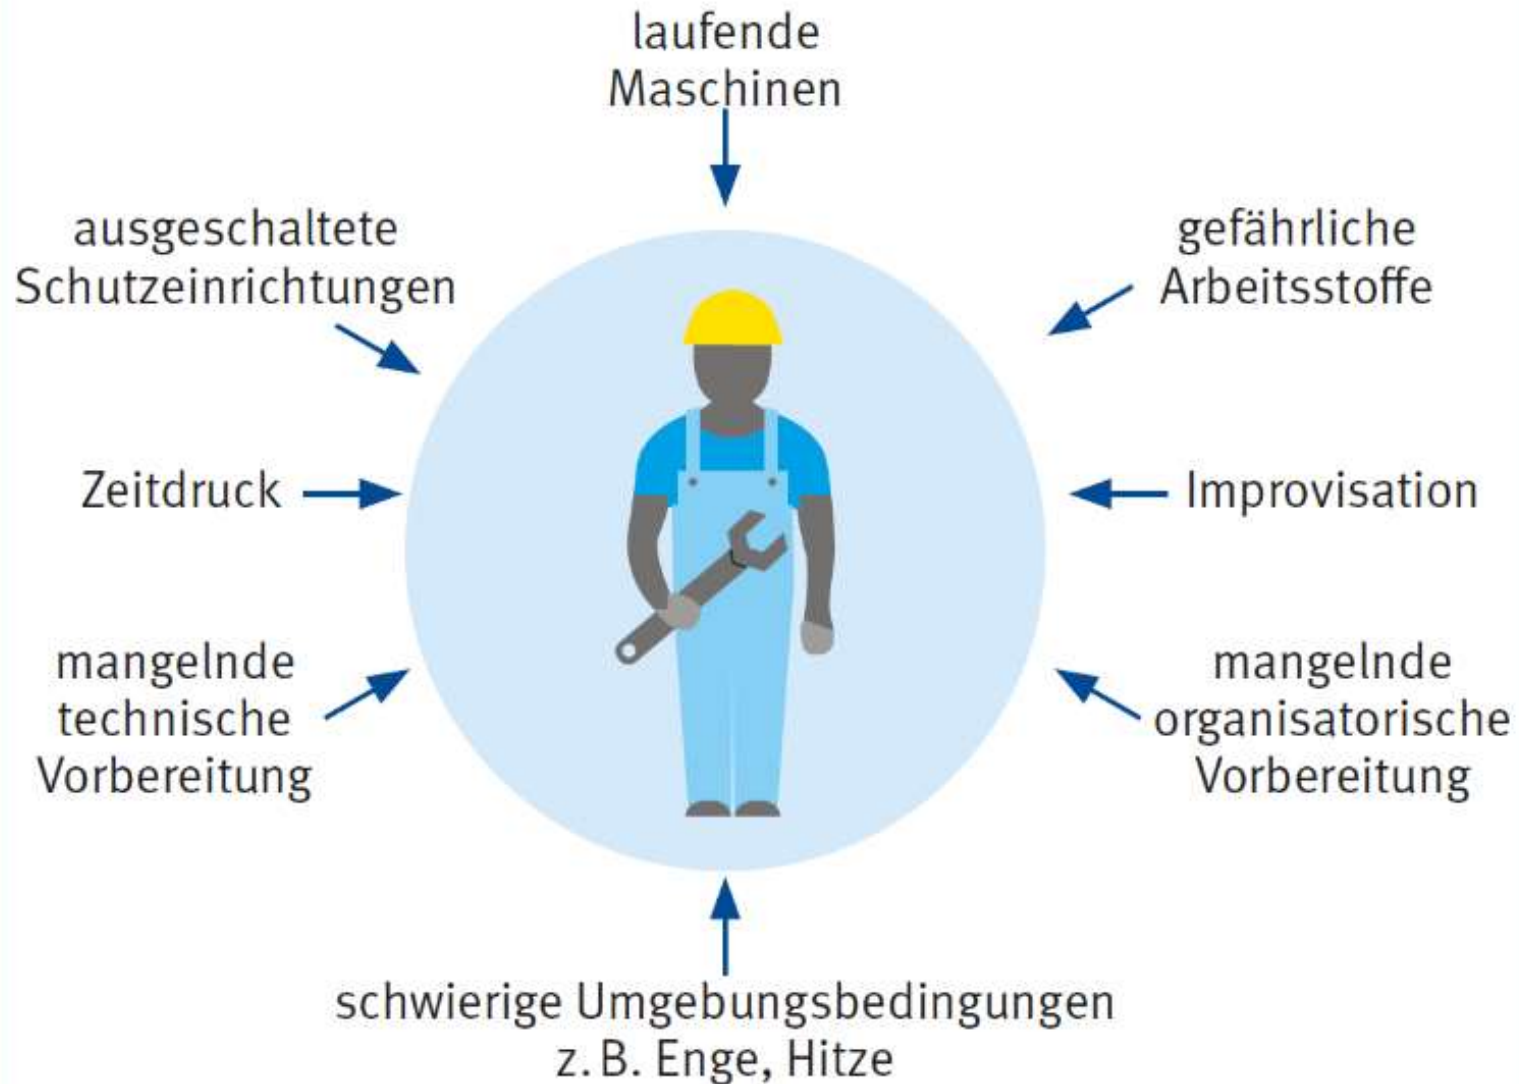 laufende
Maschinen
ausgeschaltete
Schutzeinrichtungen
gefährliche
Arbeitsstoffe
Zeitdruck
Improvisation
mangelnde
technische
Vorbereitung
mangelnde
organisatorische
Vorbereitung
schwierige Umgebungsbedingungen
z. B. Enge, Hitze